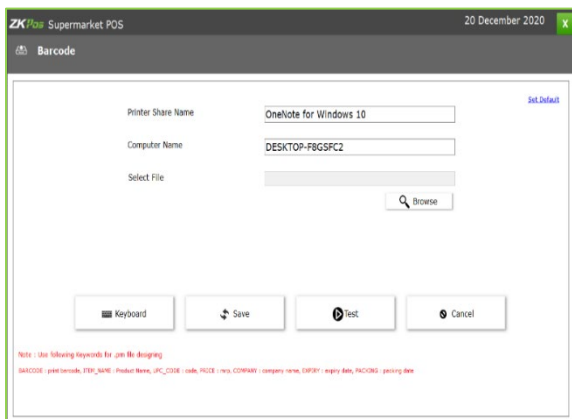 ZKPos Supermarket POS
20 December 2020
X
Barcode
Set Default
Printer Share Name
OneNote for Windows 10
Computer Name
DESKTOP-F8GSFC2
Select File
Browse
Keyboard
Save
Test
Cancel
Note : Use following Keywords for .prn file designing
BARCODE : print barcode, ITEM_NAME : Product Name, UPC_CODE : code, PRICE : mrp, COMPANY : company name, EXPIRY : expiry date, PACKING : packing date